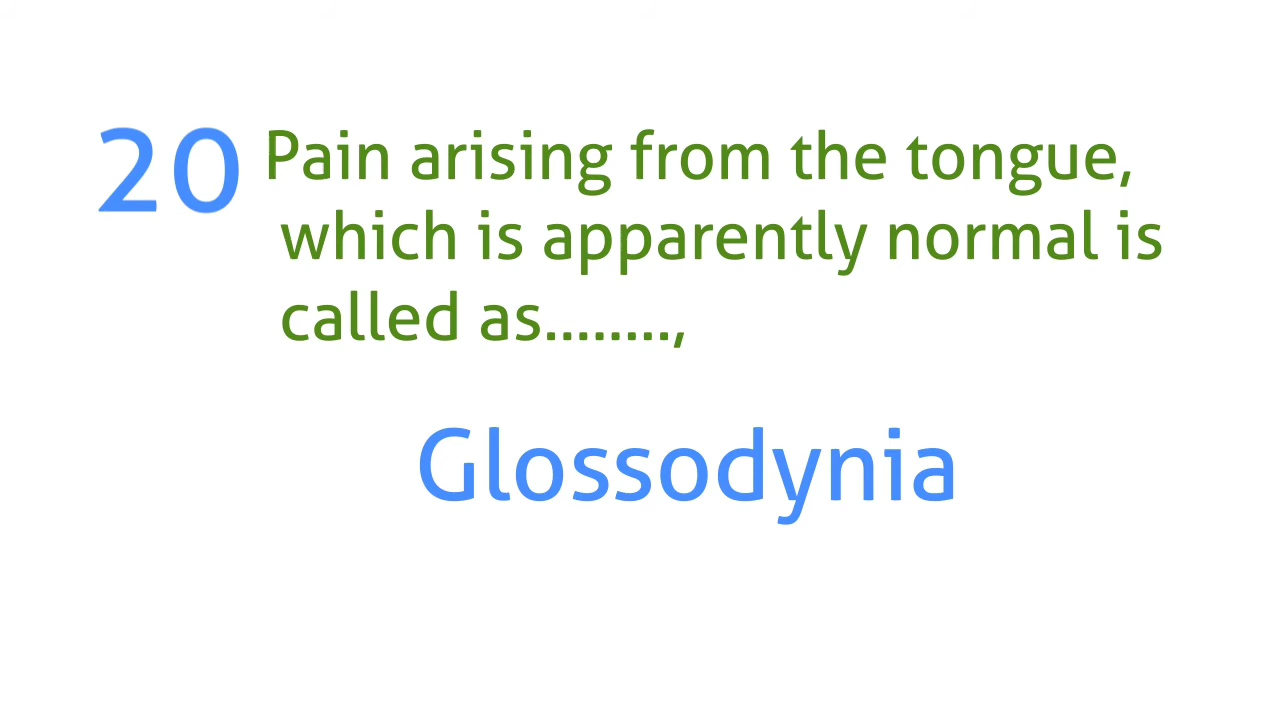 20 Pain arising from the tongue,
which is apparently normal is
called as........,
Glossodynia